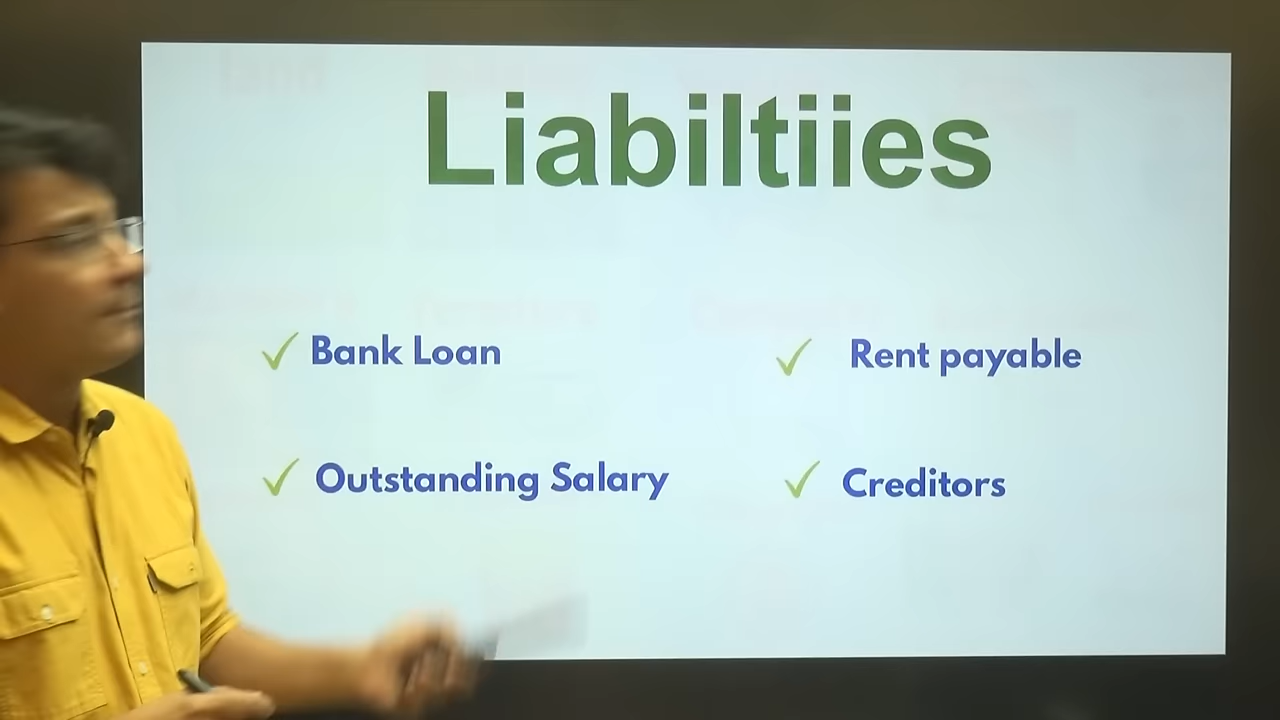 Liabiltiies
✓ Bank Loan
✓ Rent payable
✓ Outstanding Salary
✓ Creditors